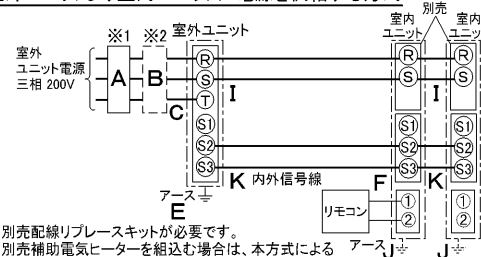 別売
※1
※2
室外ユニット
室内
ユニット
室内
ユニッ
室外
ユニット電源
三相 200V
A
B
C
R
S
T
S1
S2
S3
I
R
S
I
R
S
S1
S2
S3
S1
S2
S3
K
内外信号線
F
K
アース
E
リモコン
①
②
①
②
別売配線リプレースキットが必要です。
別売補助電気ヒーターを組込む場合は、本方式による
アース
J
J